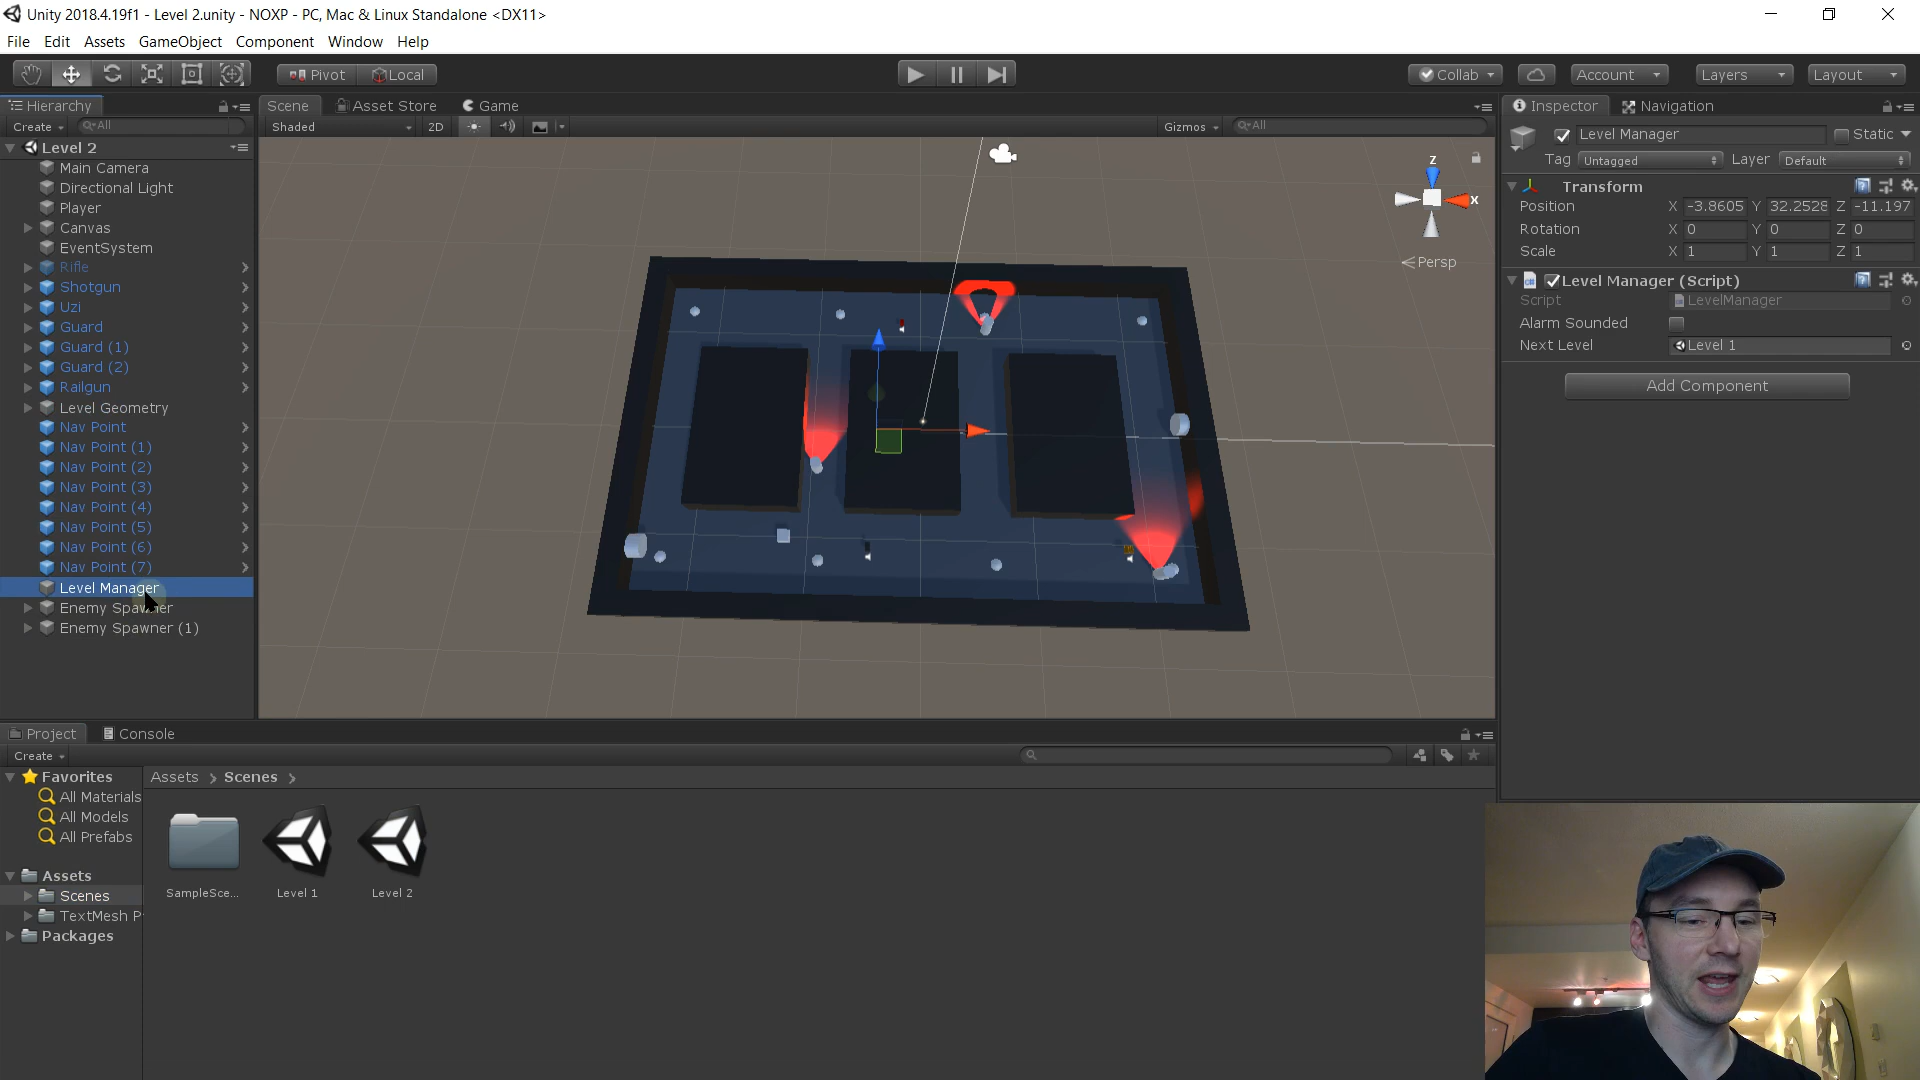 Unity 2018.4.19f1 - Level 2.unity - NOXP - PC, Mac & Linux Standalone <DX11>
File Edit Assets GameObject Component Window Help
Pivot Local Collab Account Layers Layout
Hierarchy
Create All
Level 2
Main Camera
Directional Light
Player
Canvas
EventSystem
Rifle
Shotgun
Uzi
Guard
Guard (1)
Guard (2)
Railgun
Level Geometry
Nav Point
Nav Point (1)
Nav Point (2)
Nav Point (3)
Nav Point (4)
Nav Point (5)
Nav Point (6)
Nav Point (7)
Level Manager
Enemy Spawner
Enemy Spawner (1)
Scene Asset Store Game
Shaded 2D Gizmos All
z
x
Persp
Inspector Navigation
Level Manager Static
Tag Untagged Layer Default
Transform
Position X -3.8605 Y 32.2528 Z -11.197
Rotation X 0 Y 0 Z 0
Scale X 1 Y 1 Z 1
Level Manager (Script)
Script LevelManager
Alarm Sounded
Next Level Level 1
Add Component
Project Console
Create
Favorites
All Materials
All Models
All Prefabs
Assets
Scenes
TextMesh P
Packages
Assets > Scenes >
SampleSce...
Level 1
Level 2